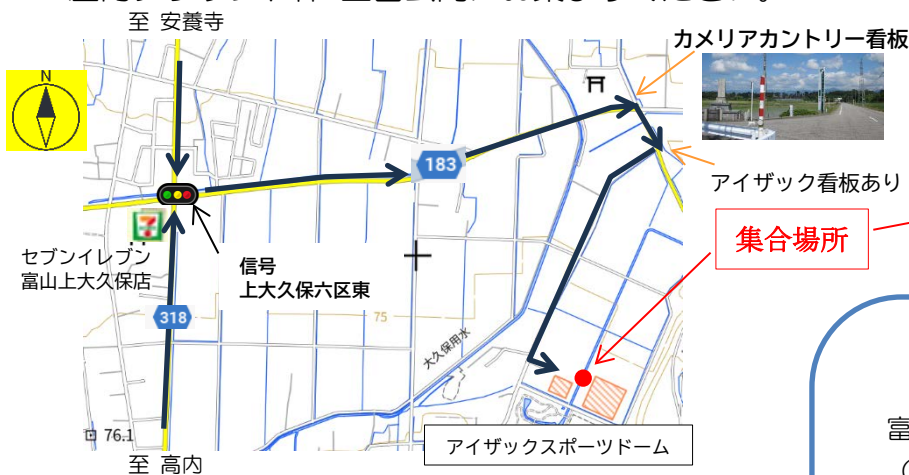 至 安養寺
カメリアカントリー看板
N
183
アイザック看板あり
集合場所
セブンイレブン
富山上大久保店
信号
上大久保六区東
318
75
大久保用水
76.1
アイザックスポーツドーム
至 高内
富